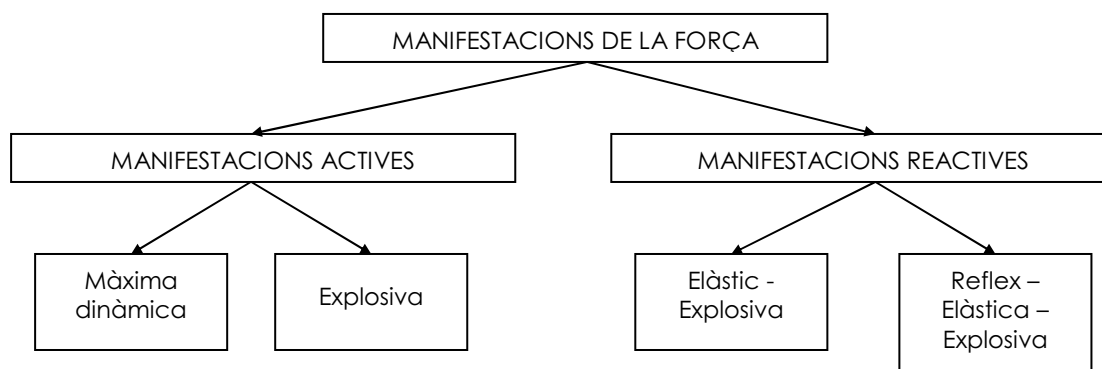 MANIFESTACIONS DE LA FORÇA
MANIFESTACIONS ACTIVES
MANIFESTACIONS REACTIVES
Màxima
dinàmica
Explosiva
Elàstic -
Explosiva
Reflex –
Elàstica –
Explosiva